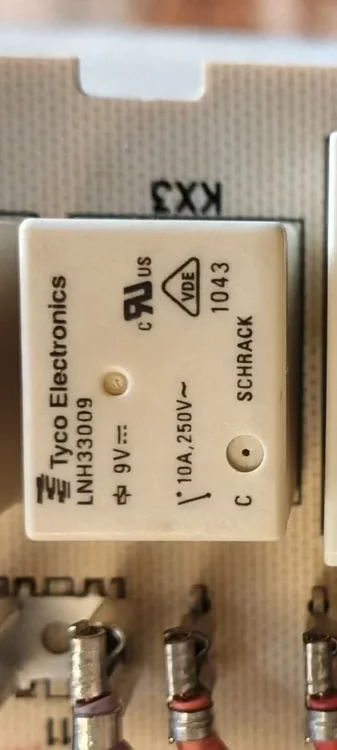 KX3
Tyco Electronics
LNH33009
9V
10A,250V~
C
SCHRACK
1043
VDE
c US